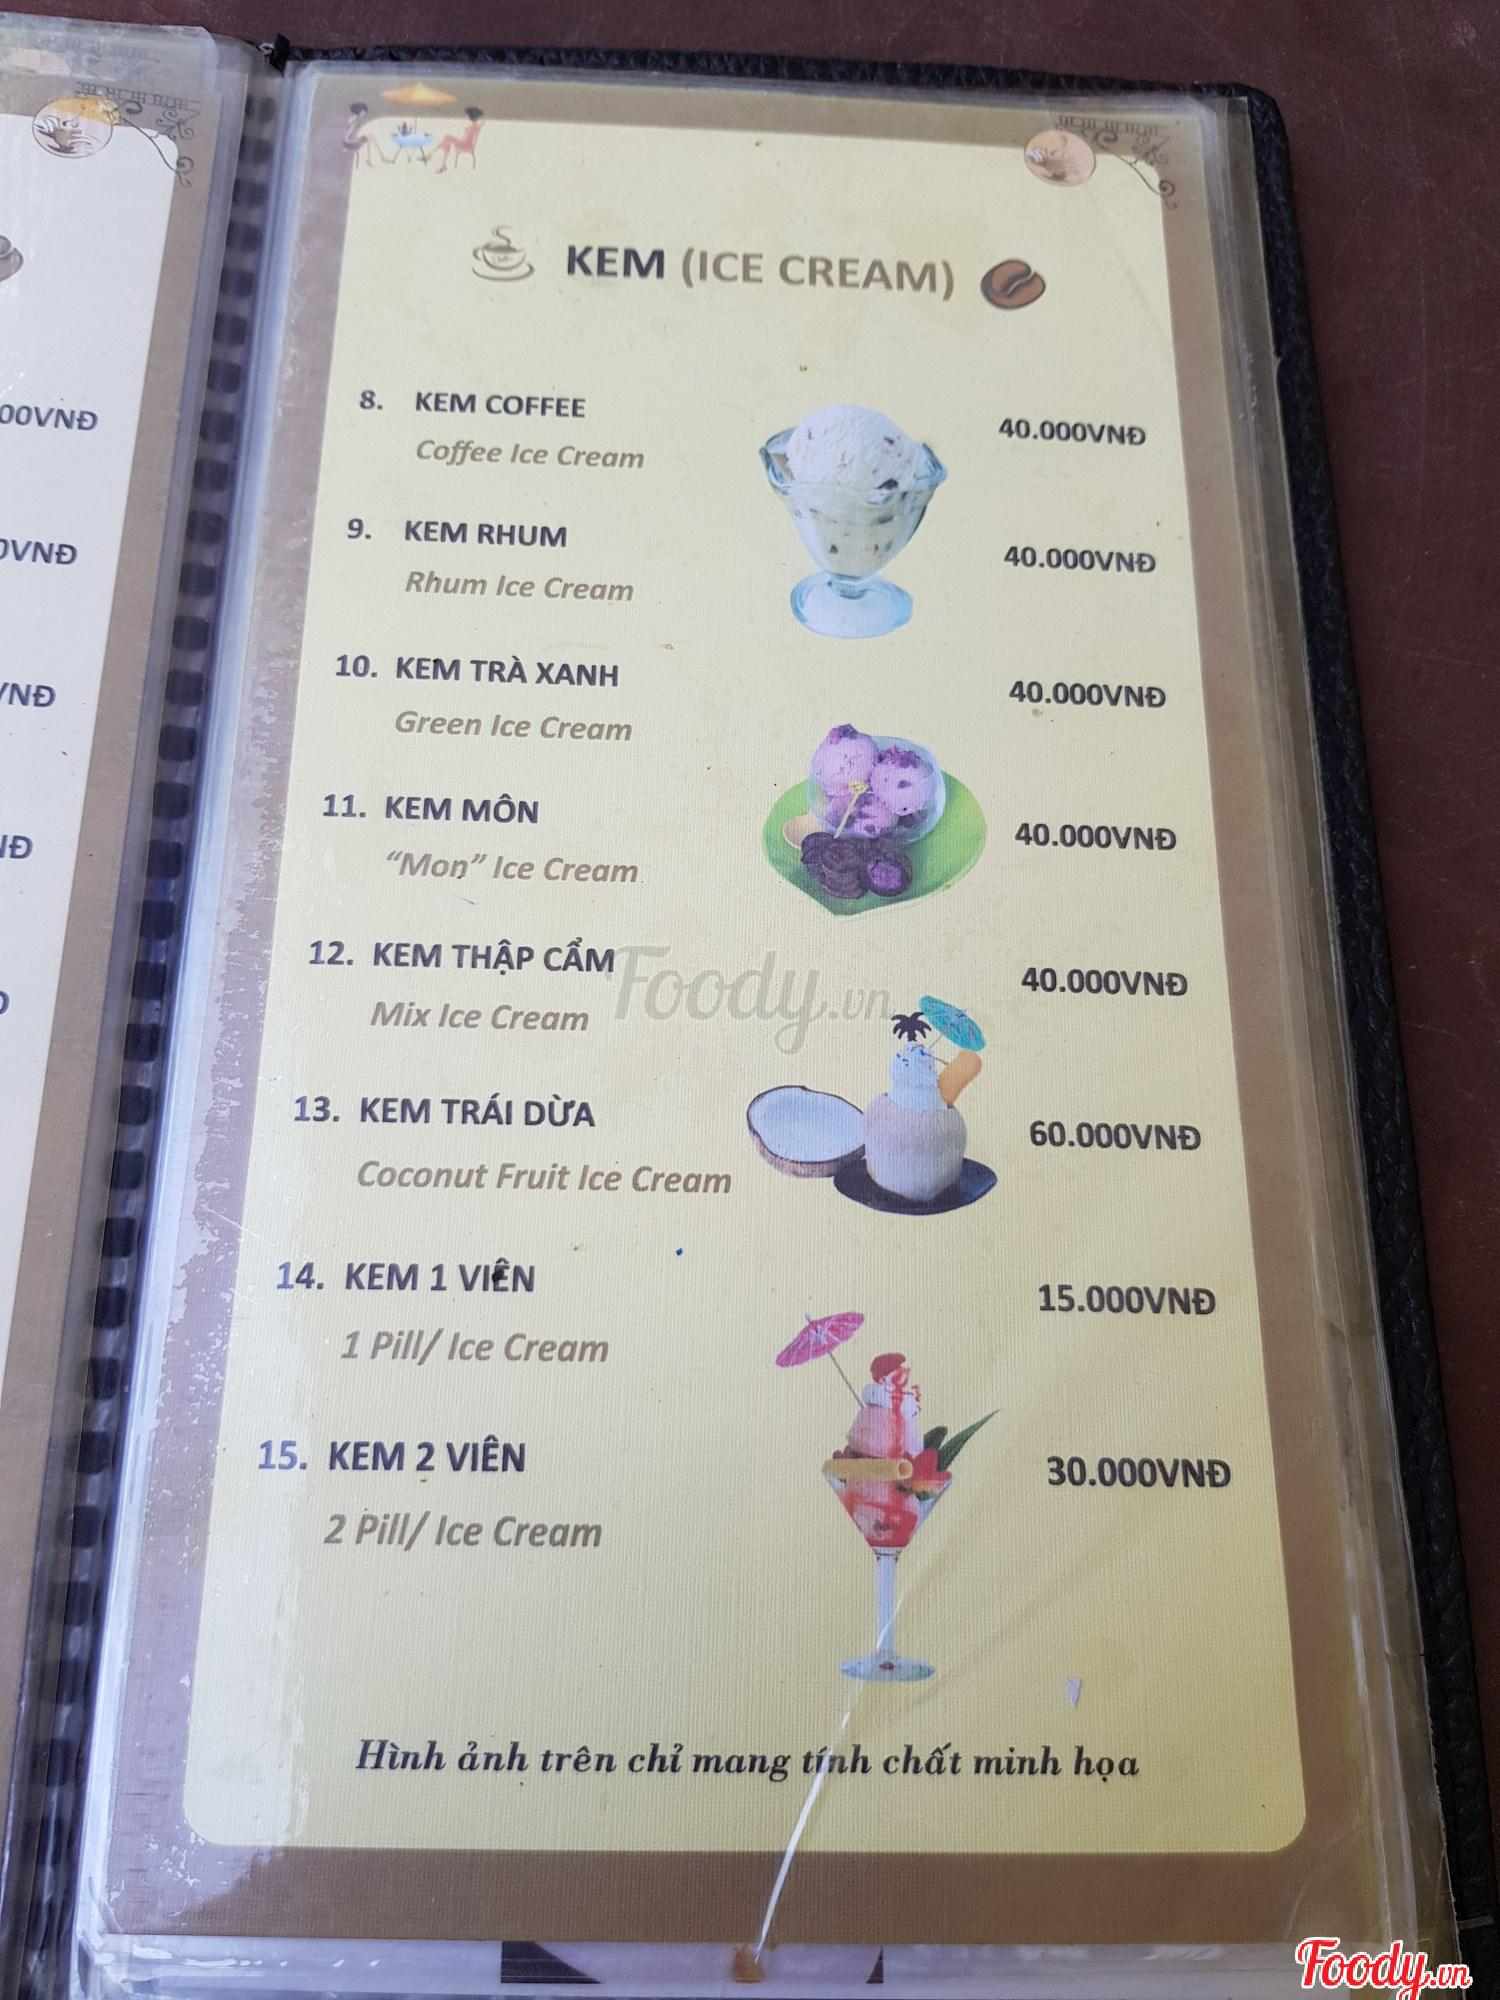 KEM (ICE CREAM)
8. KEM COFFEE 40.000VNĐ
Coffee Ice Cream
9. KEM RHUM 40.000VNĐ
Rhum Ice Cream
10. KEM TRÀ XANH 40.000VNĐ
Green Ice Cream
11. KEM MÔN 40.000VNĐ
“Mon” Ice Cream
12. KEM THẬP CẨM 40.000VNĐ
Mix Ice Cream
13. KEM TRÁI DỪA 60.000VNĐ
Coconut Fruit Ice Cream
14. KEM 1 VIÊN 15.000VNĐ
1 Pill/ Ice Cream
15. KEM 2 VIÊN 30.000VNĐ
2 Pill/ Ice Cream
Hình ảnh trên chỉ mang tính chất minh họa
Foody.vn
Foody.vn